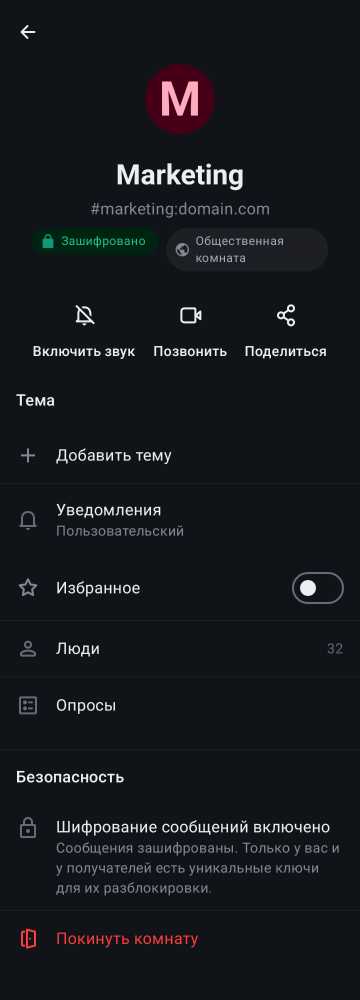 M
Marketing
#marketing:domain.com
Зашифровано
Общественная
комната
Включить звук
Позвонить
Поделиться
Тема
Добавить тему
Уведомления
Пользовательский
Избранное
Люди
32
Опросы
Безопасность
Шифрование сообщений включено
Сообщения зашифрованы. Только у вас и
у получателей есть уникальные ключи
для их разблокировки.
Покинуть комнату